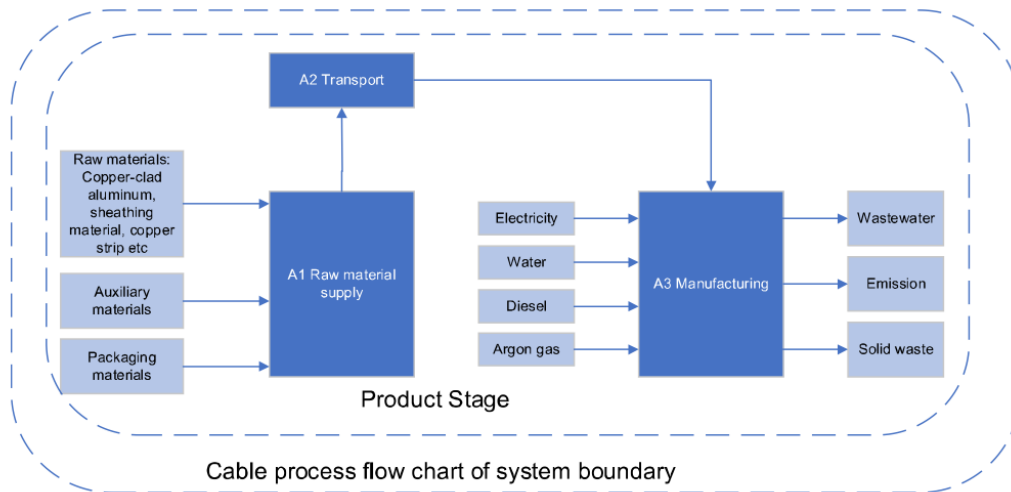 A2 Transport
Raw materials:
Copper-clad
aluminum,
sheathing
material, copper
strip etc
Auxiliary
materials
Packaging
materials
A1 Raw material
supply
Electricity
Water
Diesel
Argon gas
A3 Manufacturing
Wastewater
Emission
Solid waste
Product Stage
Cable process flow chart of system boundary